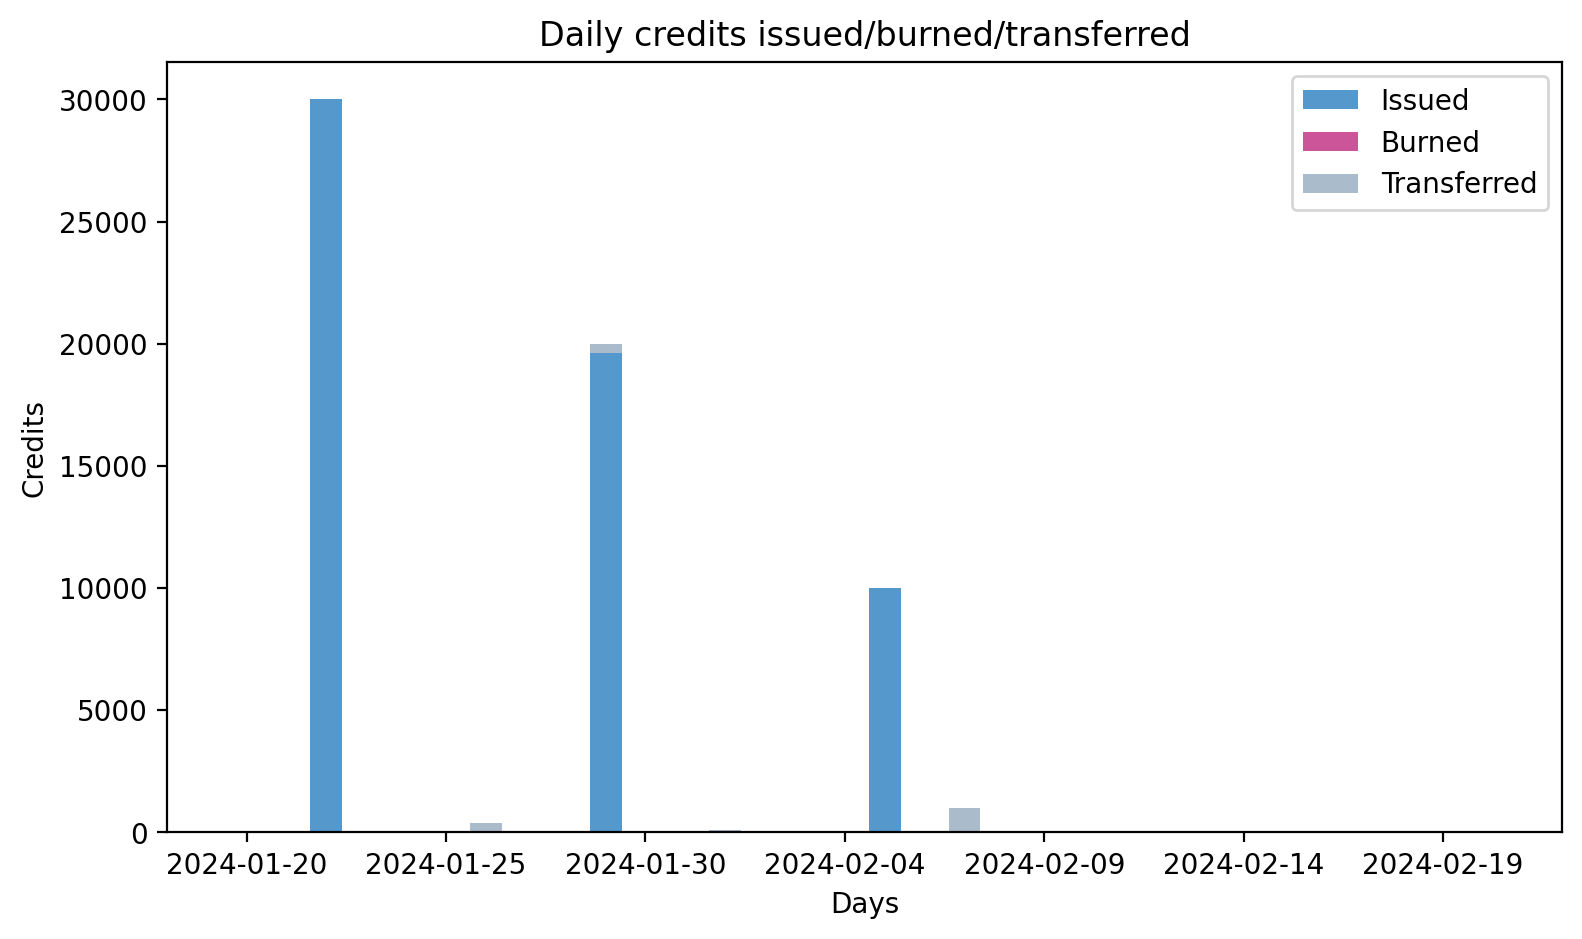 Daily credits issued/burned/transferred
Issued
Burned
Transferred
Credits
30000
25000
20000
15000
10000
5000
0
2024-01-20 2024-01-25 2024-01-30 2024-02-04 2024-02-09 2024-02-14 2024-02-19
Days